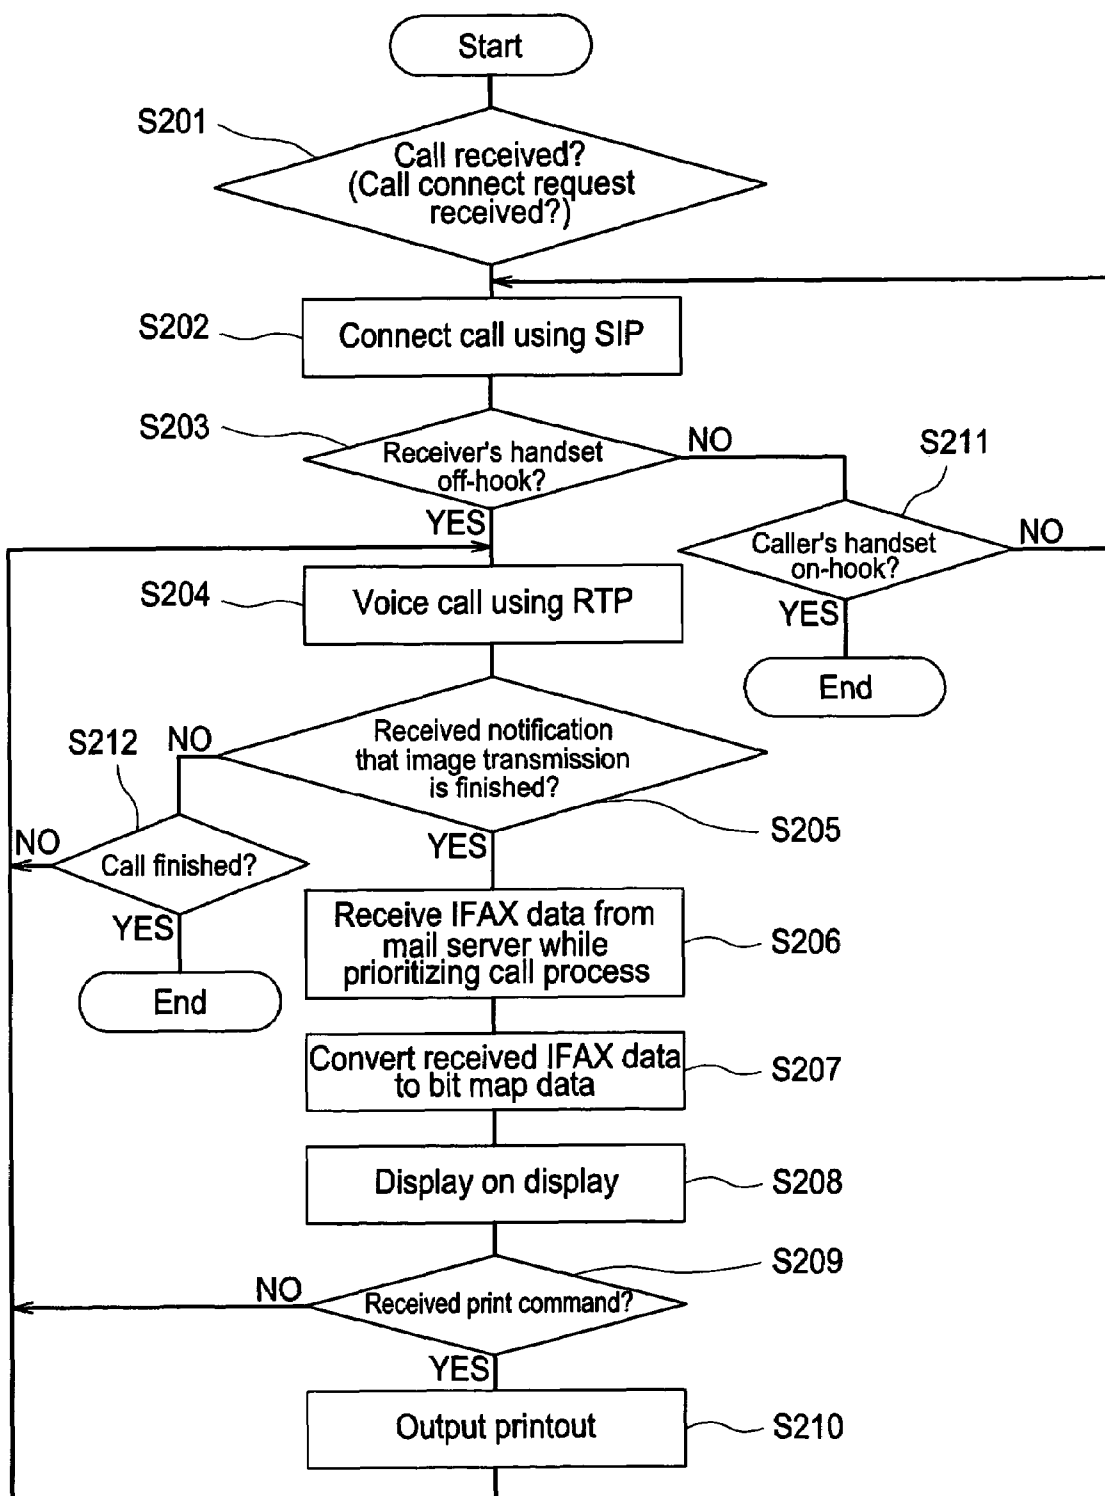 Start
S201
Call received?
(Call connect request
received?)
S202
Connect call using SIP
S203
Receiver's handset
off-hook?
NO
YES
S211
Caller's handset
on-hook?
NO
YES
End
S204
Voice call using RTP
Received notification
that image transmission
is finished?
S205
NO
YES
S212
Call finished?
NO
YES
End
Receive IFAX data from
mail server while
prioritizing call process
S206
Convert received IFAX data
to bit map data
S207
Display on display
S208
S209
Received print command?
NO
YES
Output printout
S210